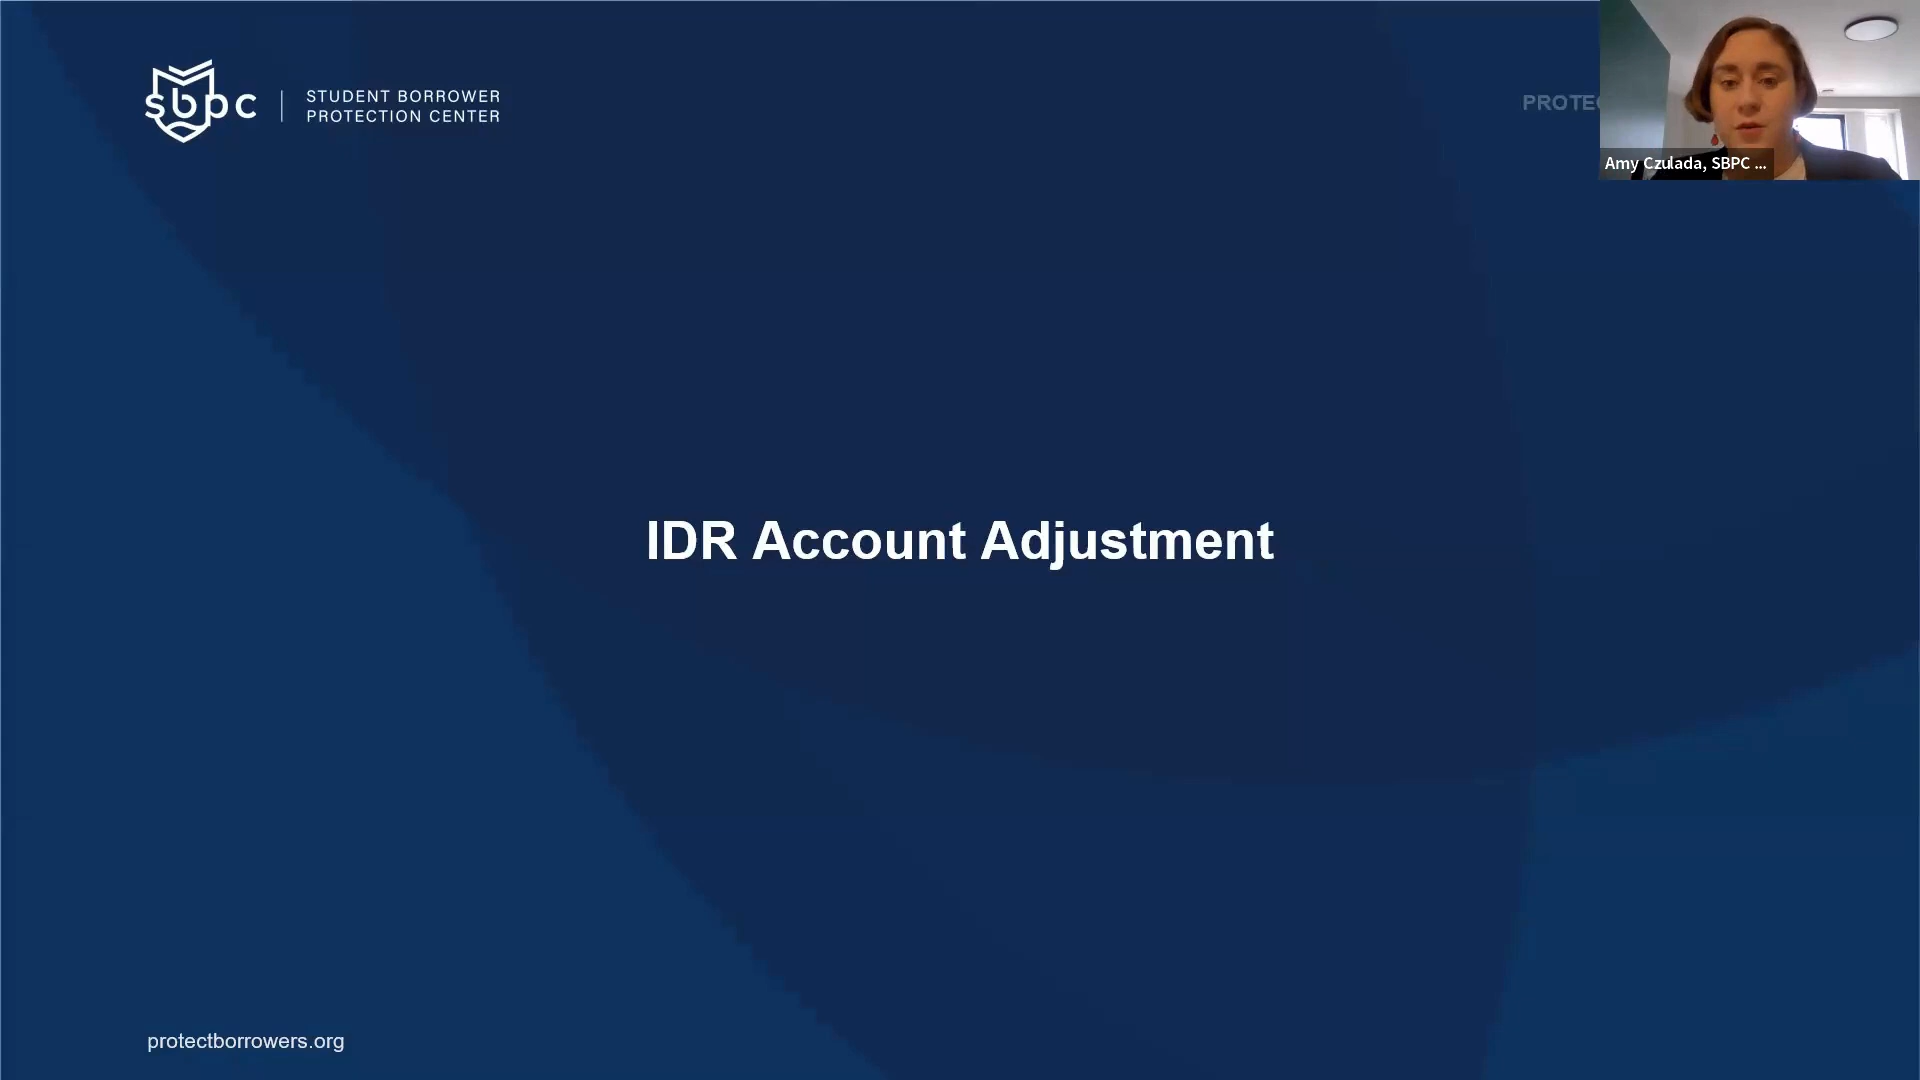 sbpc
STUDENT BORROWER
PROTECTION CENTER
Amy Czulada, SBPC ...
IDR Account Adjustment
protectborrowers.org